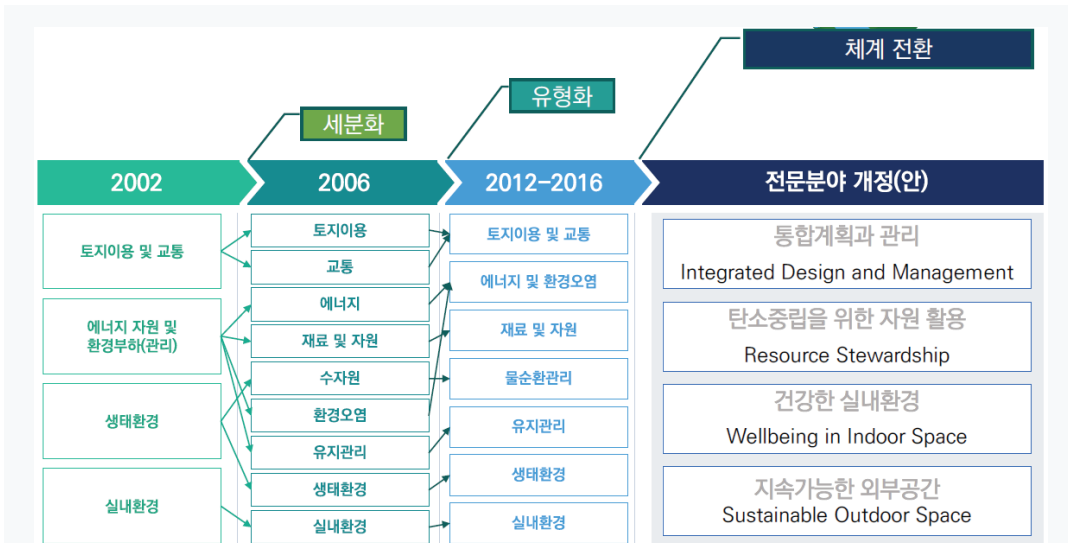 체계 전환
유형화
세분화
2002
2006
2012-2016
전문분야 개정(안)
토지이용 및 교통
에너지 자원 및
환경부하(관리)
생태환경
실내환경
토지이용
교통
에너지
재료 및 자원
수자원
환경오염
유지관리
생태환경
실내환경
토지이용 및 교통
에너지 및 환경오염
재료 및 자원
물순환관리
유지관리
생태환경
실내환경
통합계획과 관리
Integrated Design and Management
탄소중립을 위한 자원 활용
Resource Stewardship
건강한 실내환경
Wellbeing in Indoor Space
지속가능한 외부공간
Sustainable Outdoor Space